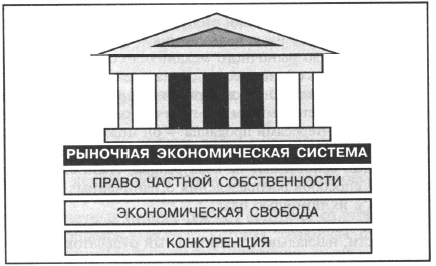 РЫНОЧНАЯ ЭКОНОМИЧЕСКАЯ СИСТЕМА
ПРАВО ЧАСТНОЙ СОБСТВЕННОСТИ
ЭКОНОМИЧЕСКАЯ СВОБОДА
КОНКУРЕНЦИЯ